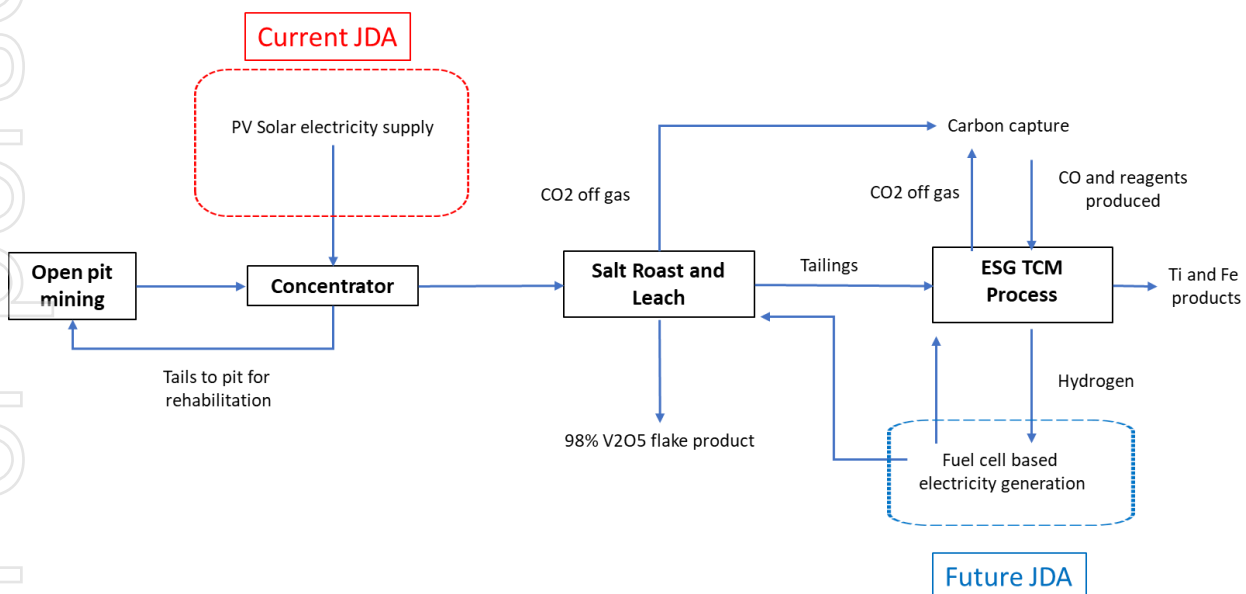 Current JDA
PV Solar electricity supply
Carbon capture
CO2 off gas
CO2 off gas
CO and reagents
produced
Open pit
mining
Concentrator
Salt Roast and
Leach
Tailings
ESG TCM
Process
Ti and Fe
products
Tails to pit for
rehabilitation
Hydrogen
98% V2O5 flake product
Fuel cell based
electricity generation
Future JDA